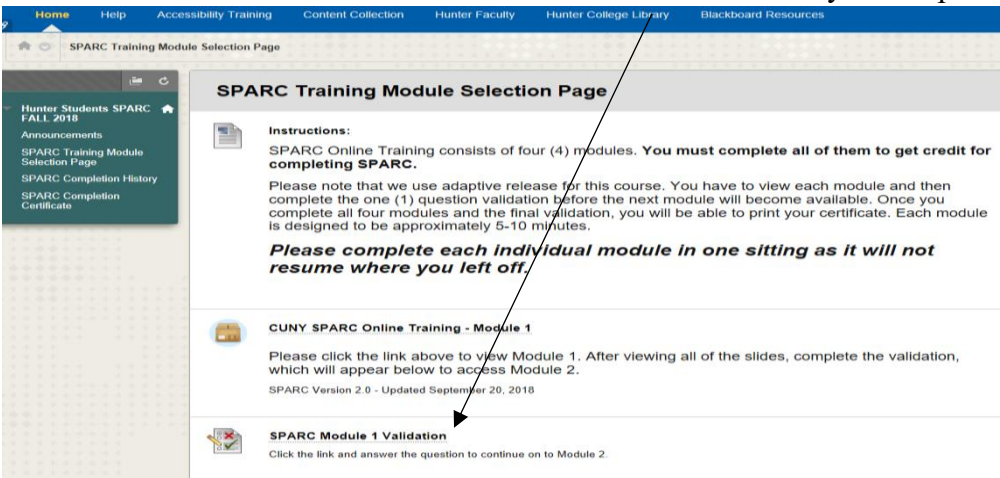 Home Help Accessibility Training Content Collection Hunter Faculty Hunter College Library Blackboard Resources
SPARC Training Module Selection Page
Hunter Students SPARC
FALL 2018
Announcements
SPARC Training Module
Selection Page
SPARC Completion History
SPARC Completion
Certificate
SPARC Training Module Selection Page
Instructions:
SPARC Online Training consists of four (4) modules. You must complete all of them to get credit for
completing SPARC.
Please note that we use adaptive release for this course. You have to view each module and then
complete the one (1) question validation before the next module will become available. Once you
complete all four modules and the final validation, you will be able to print your certificate. Each module
is designed to be approximately 5-10 minutes.
Please complete each individual module in one sitting as it will not
resume where you left off.
CUNY SPARC Online Training - Module 1
Please click the link above to view Module 1. After viewing all of the slides, complete the validation,
which will appear below to access Module 2.
SPARC Version 2.0 - Updated September 20, 2018
SPARC Module 1 Validation
Click the link and answer the question to continue on to Module 2.